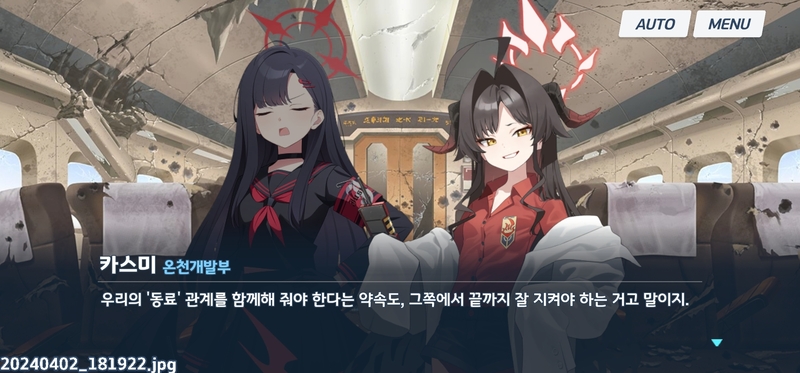 AUTO MENU
카스미 온천개발부
우리의 '동료' 관계를 함께해 줘야 한다는 약속도, 그쪽에서 끝까지 잘 지켜야 하는 거고 말이지.
20240402_181922.jpg